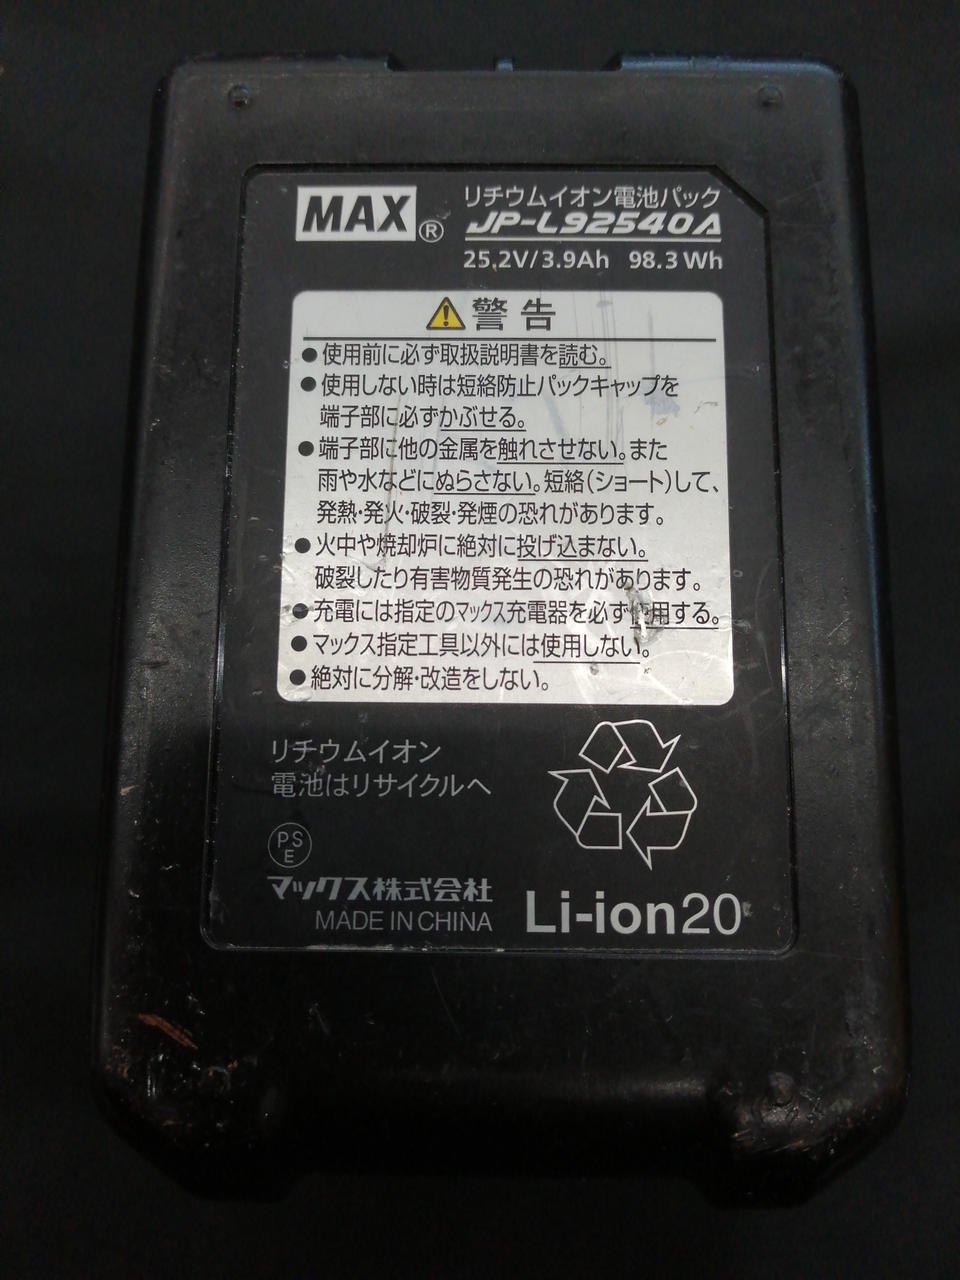 MAX®
リチウムイオン電池パック
JP-L92540A
25.2V/3.9Ah 98.3Wh
警告
●使用前に必ず取扱説明書を読む。
●使用しない時は短絡防止パックキャップを
端子部に必ずかぶせる。
●端子部に他の金属を触れさせない。また
雨や水などにぬらさない。短絡(ショート)して、
発熱・発火・破裂・発煙の恐れがあります。
●火中や焼却炉に絶対に投げ込まない。
破裂したり有害物質発生の恐れがあります。
●充電には指定のマックス充電器を必ず使用する。
●マックス指定工具以外には使用しない。
●絶対に分解・改造をしない。
リチウムイオン
電池はリサイクルへ
PS
E
マックス株式会社
MADE IN CHINA
Li-ion20